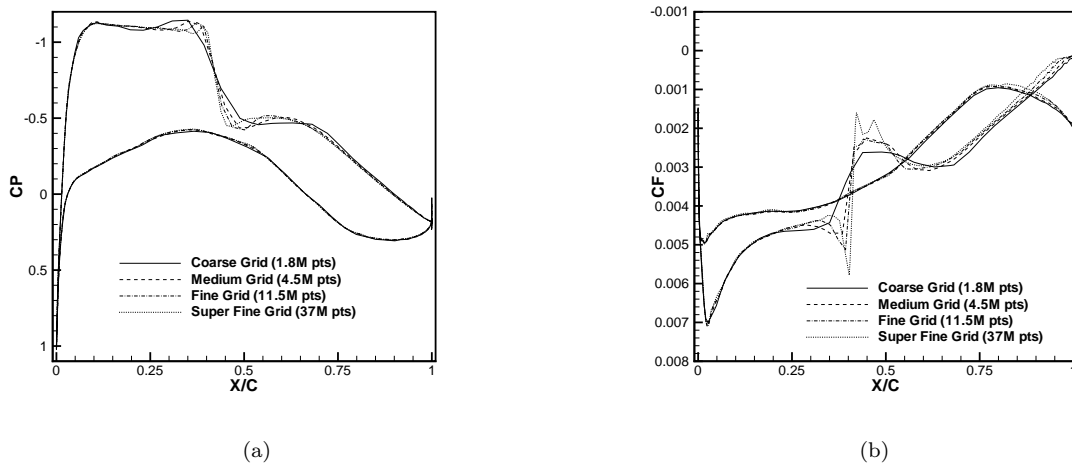 -1
-0.5
0
0.5
1
CP
0
0.25
0.5
0.75
1
X/C
Coarse Grid (1.8M pts)
Medium Grid (4.5M pts)
Fine Grid (11.5M pts)
Super Fine Grid (37M pts)
(a)
-0.001
0
0.001
0.002
0.003
0.004
0.005
0.006
0.007
0.008
CF
0
0.25
0.5
0.75
1
X/C
Coarse Grid (1.8M pts)
Medium Grid (4.5M pts)
Fine Grid (11.5M pts)
Super Fine Grid (37M pts)
(b)